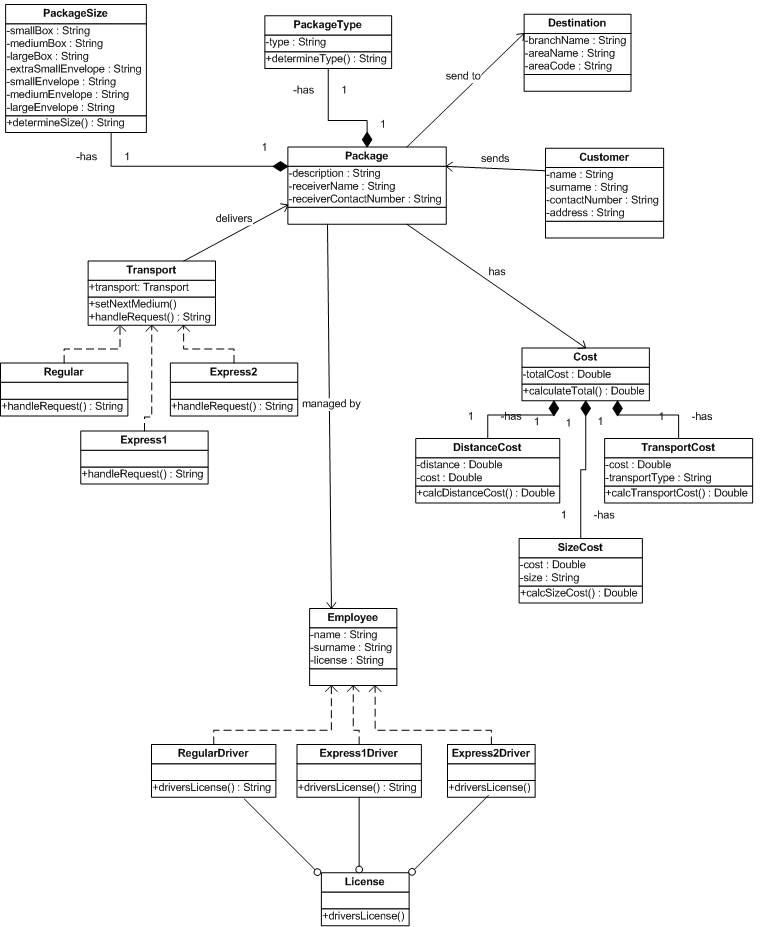 PackageSize
-smallBox : String
-mediumBox : String
-largeBox : String
-extraSmallEnvelope : String
-smallEnvelope : String
-mediumEnvelope : String
-largeEnvelope : String
+determineSize() : String
PackageType
-type : String
+determineType() : String
Destination
-branchName : String
-areaName : String
-areaCode : String
send to
-has
1
1
-has
1
1
Package
-description : String
-receiverName : String
-receiverContactNumber : String
sends
Customer
-name : String
-surname : String
-contactNumber : String
-address : String
delivers
Transport
+transport: Transport
+setNextMedium()
+handleRequest() : String
has
Regular
+handleRequest() : String
Express2
+handleRequest() : String
Express1
+handleRequest() : String
managed by
Cost
-totalCost : Double
+calculateTotal() : Double
1
-has
1
1
1
1
-has
DistanceCost
-distance : Double
-cost : Double
+calcDistanceCost() : Double
TransportCost
-cost : Double
-transportType : String
+calcTransportCost() : Double
1
-has
SizeCost
-cost : Double
-size : String
+calcSizeCost() : Double
Employee
-name : String
-surname : String
-license : String
RegularDriver
+driversLicense() : String
Express1Driver
+driversLicense() : String
Express2Driver
+driversLicense()
License
+driversLicense()